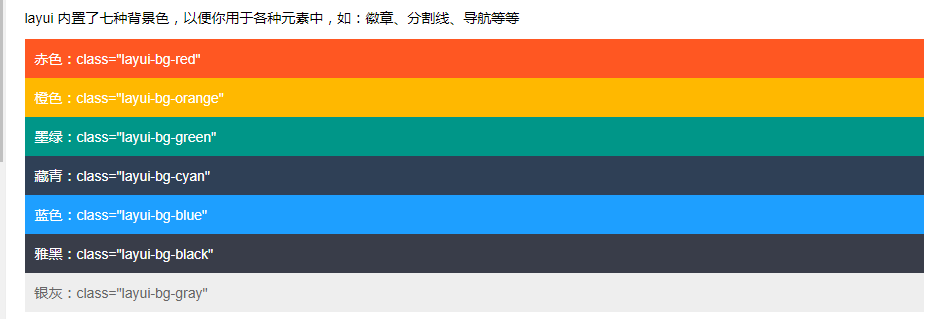 layui 内置了七种背景色，以便你用于各种元素中，如：徽章、分割线、导航等等
赤色：class="layui-bg-red"
橙色：class="layui-bg-orange"
墨绿：class="layui-bg-green"
藏青：class="layui-bg-cyan"
蓝色：class="layui-bg-blue"
雅黑：class="layui-bg-black"
银灰：class="layui-bg-gray"